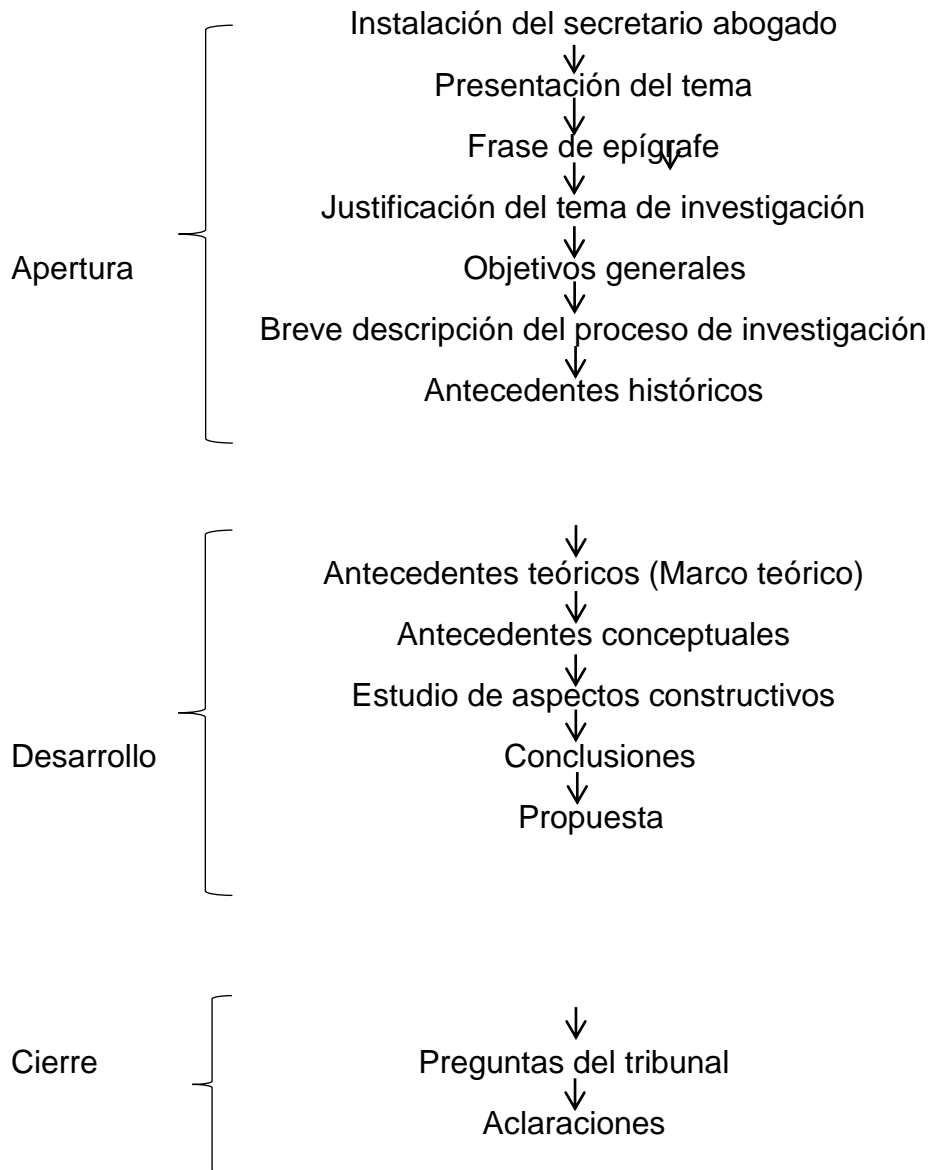 Instalación del secretario abogado
Presentación del tema
Frase de epígrafe
Justificación del tema de investigación
Apertura
Objetivos generales
Breve descripción del proceso de investigación
Antecedentes históricos
Antecedentes teóricos (Marco teórico)
Antecedentes conceptuales
Estudio de aspectos constructivos
Desarrollo
Conclusiones
Propuesta
Cierre
Preguntas del tribunal
Aclaraciones